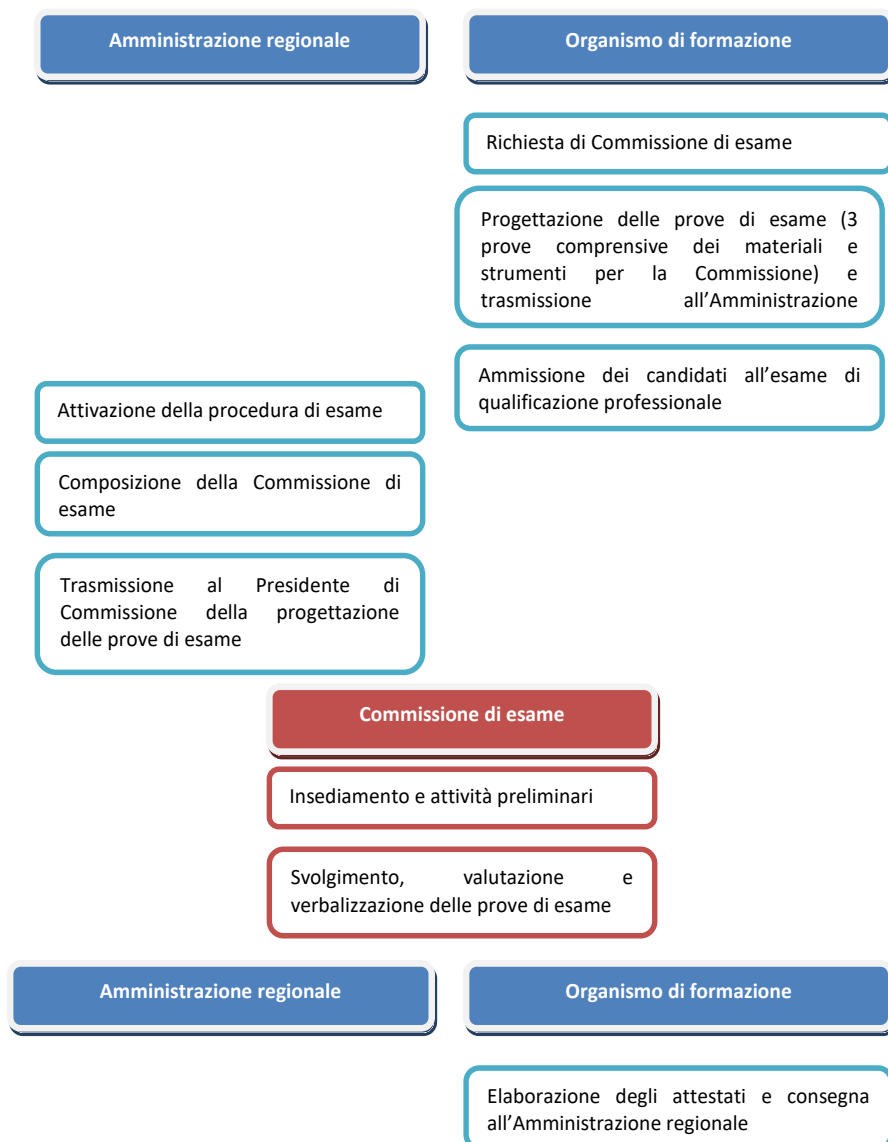 Amministrazione regionale
Organismo di formazione
Richiesta di Commissione di esame
Progettazione delle prove di esame (3
prove comprensive dei materiali e
strumenti per la Commissione) e
trasmissione all’Amministrazione
Ammissione dei candidati all’esame di
qualificazione professionale
Attivazione della procedura di esame
Composizione della Commissione di
esame
Trasmissione al Presidente di
Commissione della progettazione
delle prove di esame
Commissione di esame
Insediamento e attività preliminari
Svolgimento, valutazione e
verbalizzazione delle prove di esame
Amministrazione regionale
Organismo di formazione
Elaborazione degli attestati e consegna
all’Amministrazione regionale